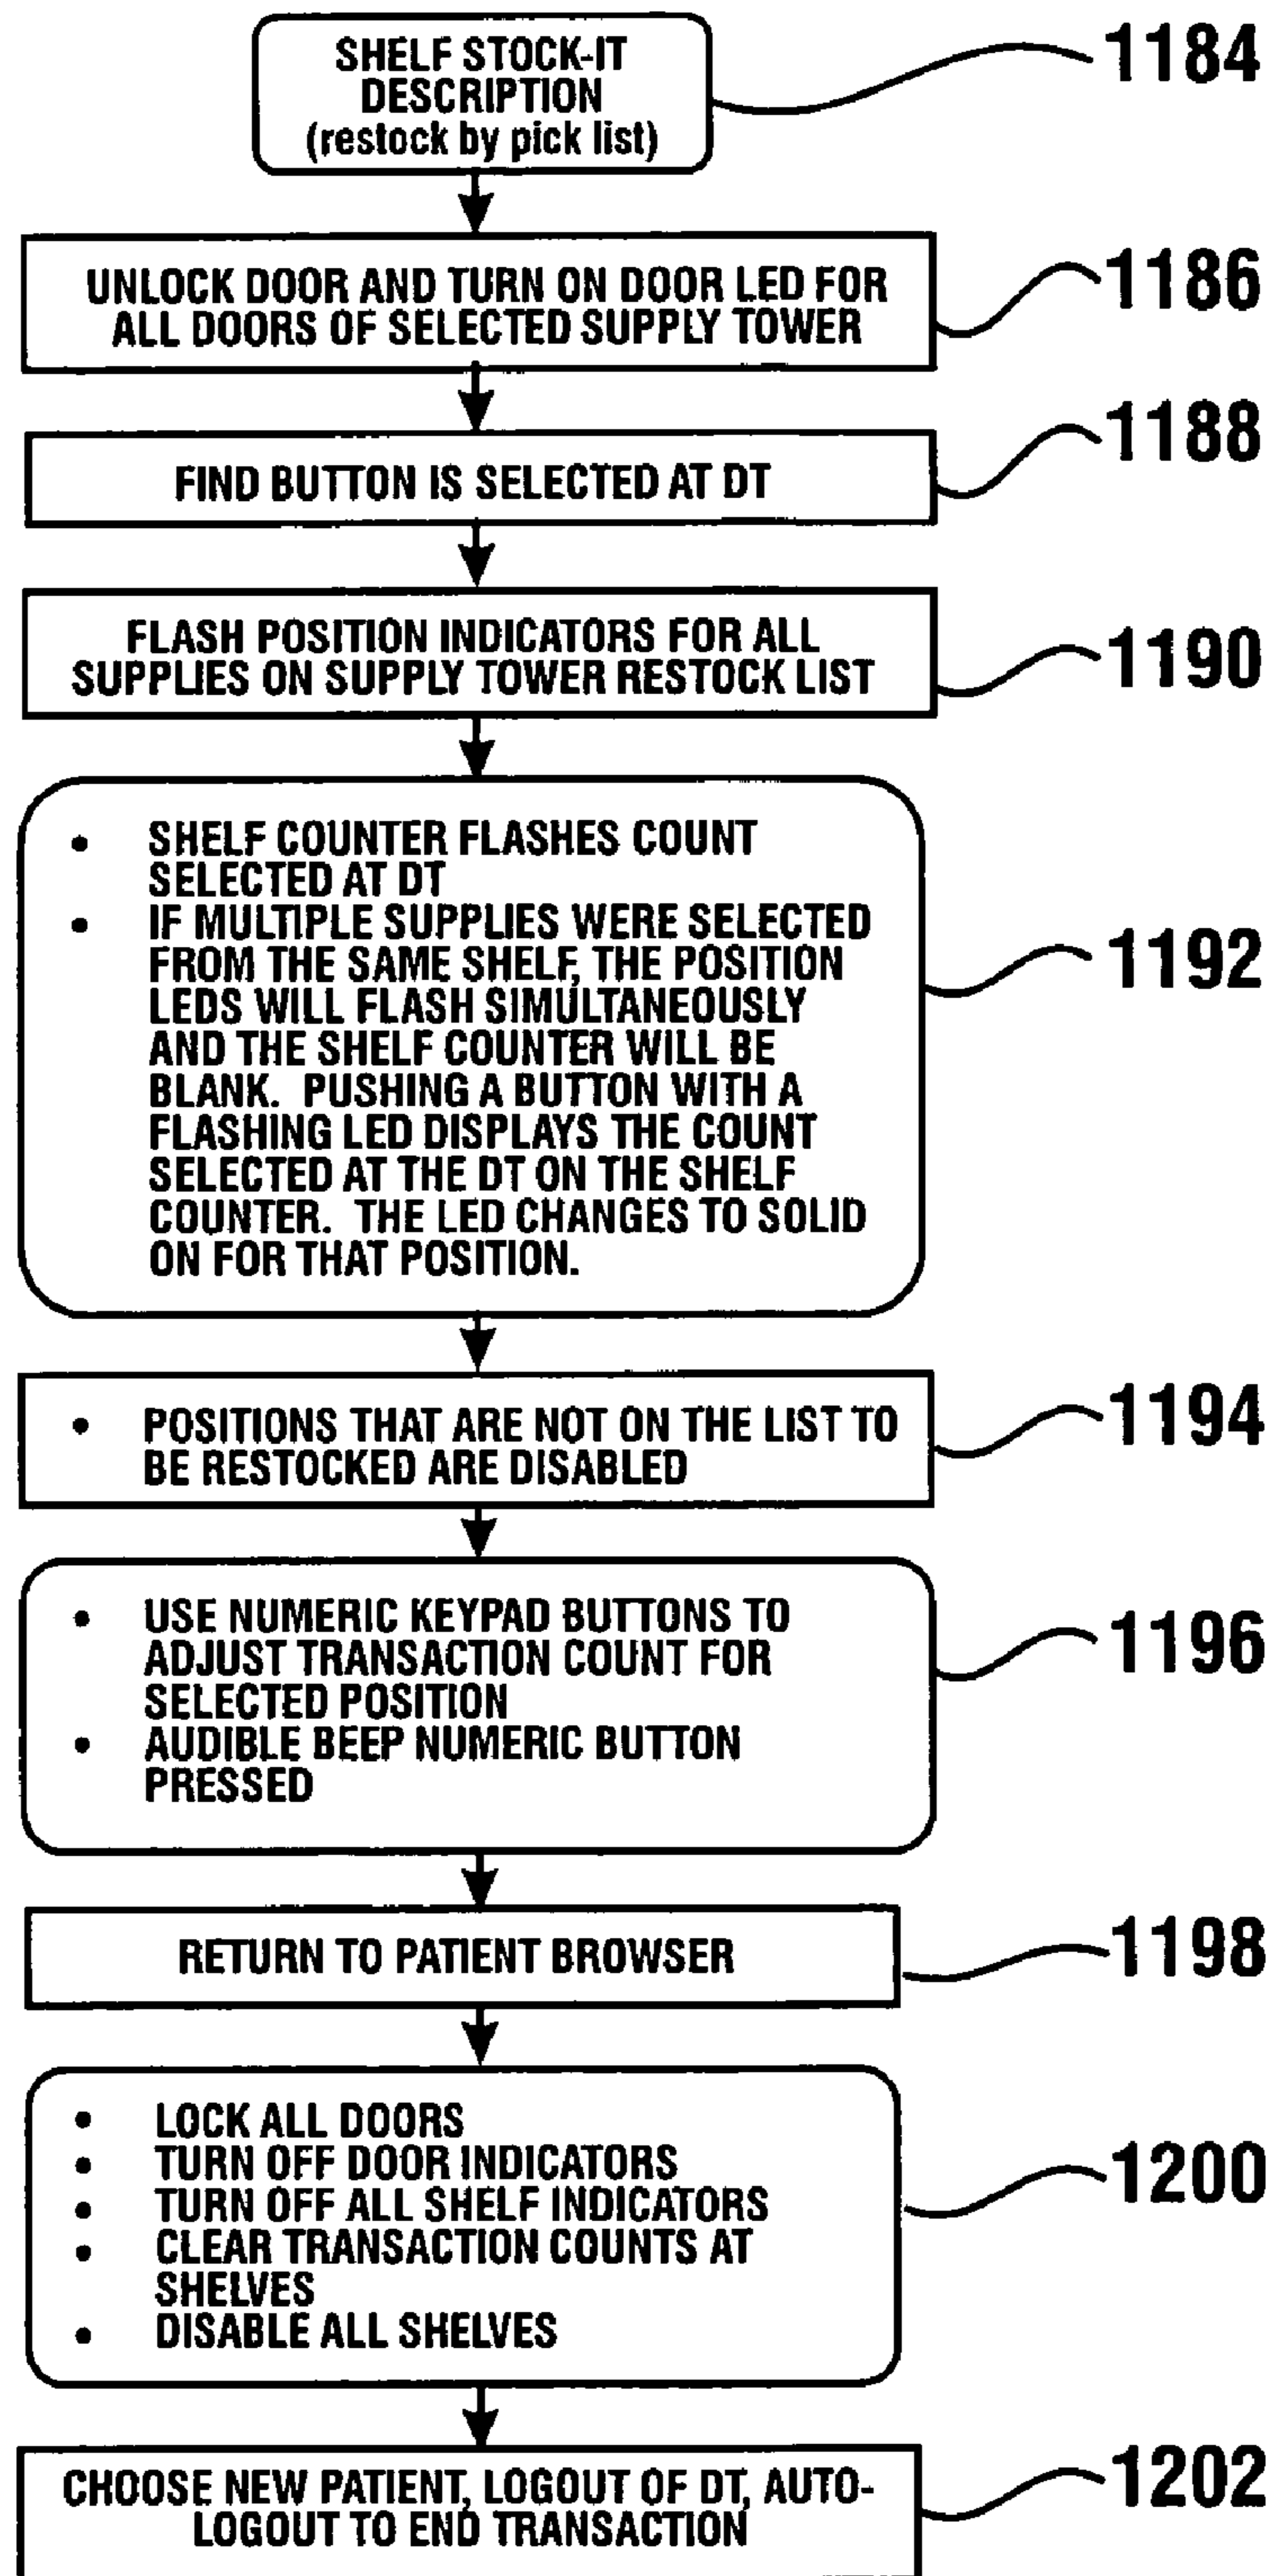 SHELF STOCK-IT
DESCRIPTION
(restock by pick list)
1184
UNLOCK DOOR AND TURN ON DOOR LED FOR
ALL DOORS OF SELECTED SUPPLY TOWER
1186
FIND BUTTON IS SELECTED AT DT
1188
FLASH POSITION INDICATORS FOR ALL
SUPPLIES ON SUPPLY TOWER RESTOCK LIST
1190
• SHELF COUNTER FLASHES COUNT
SELECTED AT DT
• IF MULTIPLE SUPPLIES WERE SELECTED
FROM THE SAME SHELF, THE POSITION
LEDS WILL FLASH SIMULTANEOUSLY
AND THE SHELF COUNTER WILL BE
BLANK. PUSHING A BUTTON WITH A
FLASHING LED DISPLAYS THE COUNT
SELECTED AT THE DT ON THE SHELF
COUNTER. THE LED CHANGES TO SOLID
ON FOR THAT POSITION.
1192
• POSITIONS THAT ARE NOT ON THE LIST TO
BE RESTOCKED ARE DISABLED
1194
• USE NUMERIC KEYPAD BUTTONS TO
ADJUST TRANSACTION COUNT FOR
SELECTED POSITION
• AUDIBLE BEEP NUMERIC BUTTON
PRESSED
1196
RETURN TO PATIENT BROWSER
1198
• LOCK ALL DOORS
• TURN OFF DOOR INDICATORS
• TURN OFF ALL SHELF INDICATORS
• CLEAR TRANSACTION COUNTS AT
SHELVES
• DISABLE ALL SHELVES
1200
CHOOSE NEW PATIENT, LOGOUT OF DT, AUTO-
LOGOUT TO END TRANSACTION
1202